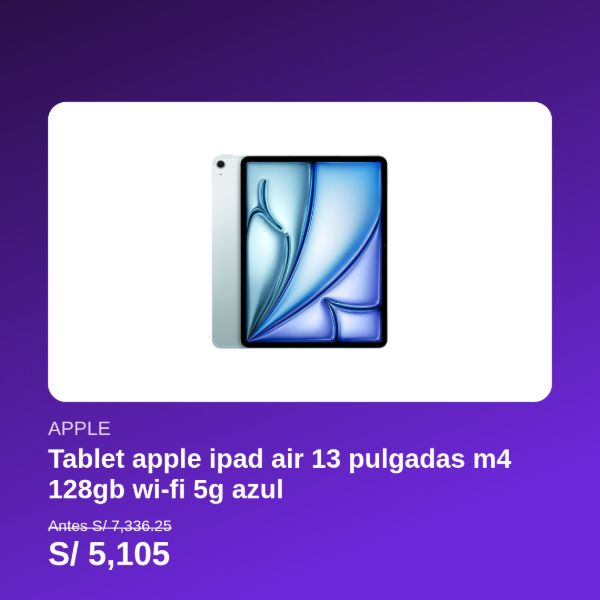 APPLE
Tablet apple ipad air 13 pulgadas m4
128gb wi-fi 5g azul
Antes S/ 7,336.25
S/ 5,105